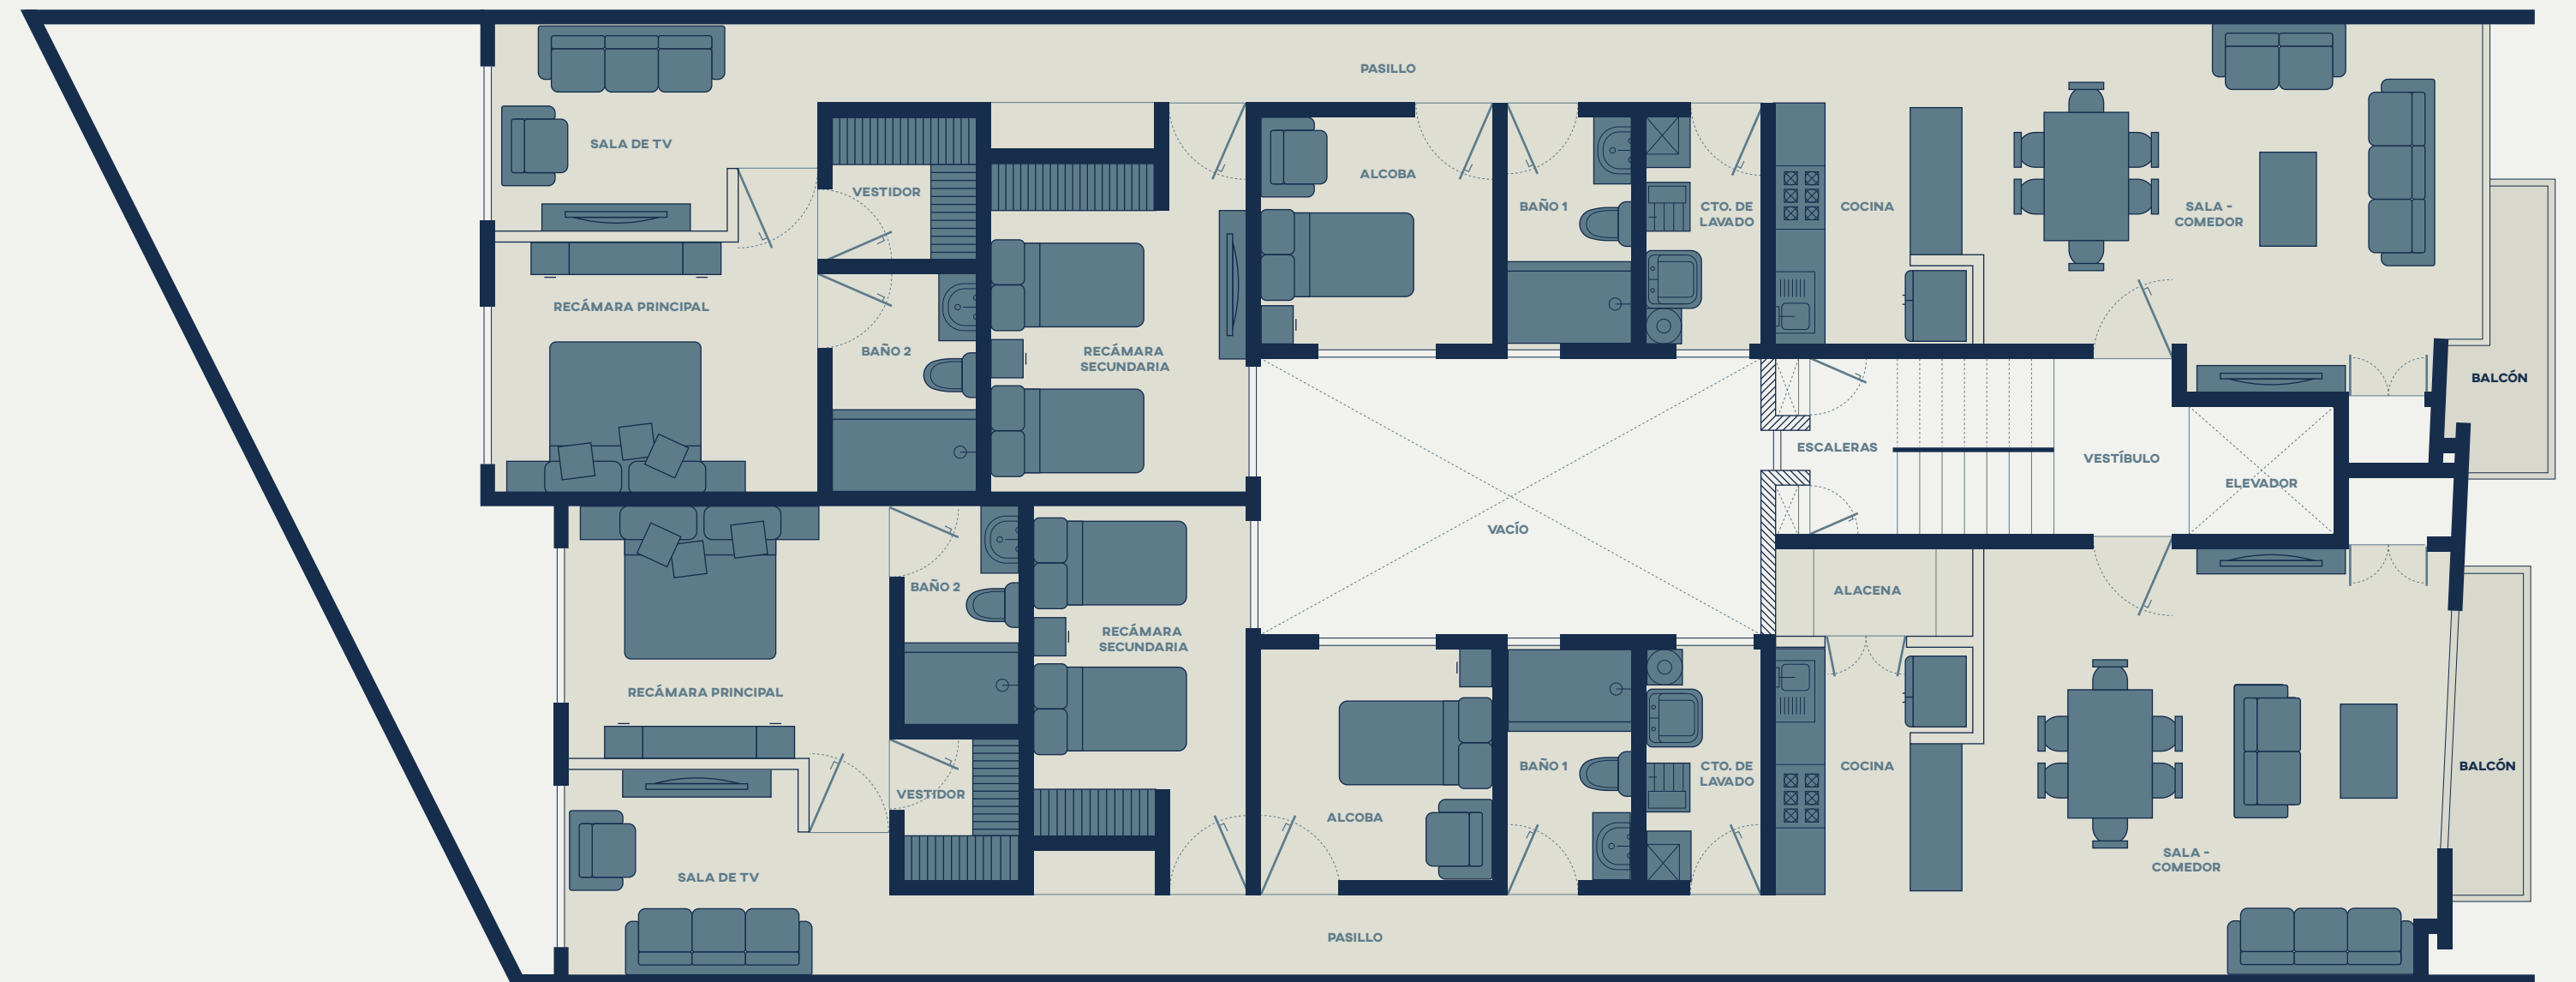 PASILLO
SALA DE TV
VESTIDOR
ALCOBA
BAÑO 1
CTO. DE
LAVADO
COCINA
SALA -
COMEDOR
RECÁMARA PRINCIPAL
BAÑO 2
RECÁMARA
SECUNDARIA
BALCÓN
ESCALERAS
VESTÍBULO
ELEVADOR
VACÍO
BAÑO 2
ALACENA
RECÁMARA
SECUNDARIA
RECÁMARA PRINCIPAL
VESTIDOR
BAÑO 1
CTO. DE
LAVADO
COCINA
BALCÓN
ALCOBA
SALA -
COMEDOR
SALA DE TV
PASILLO